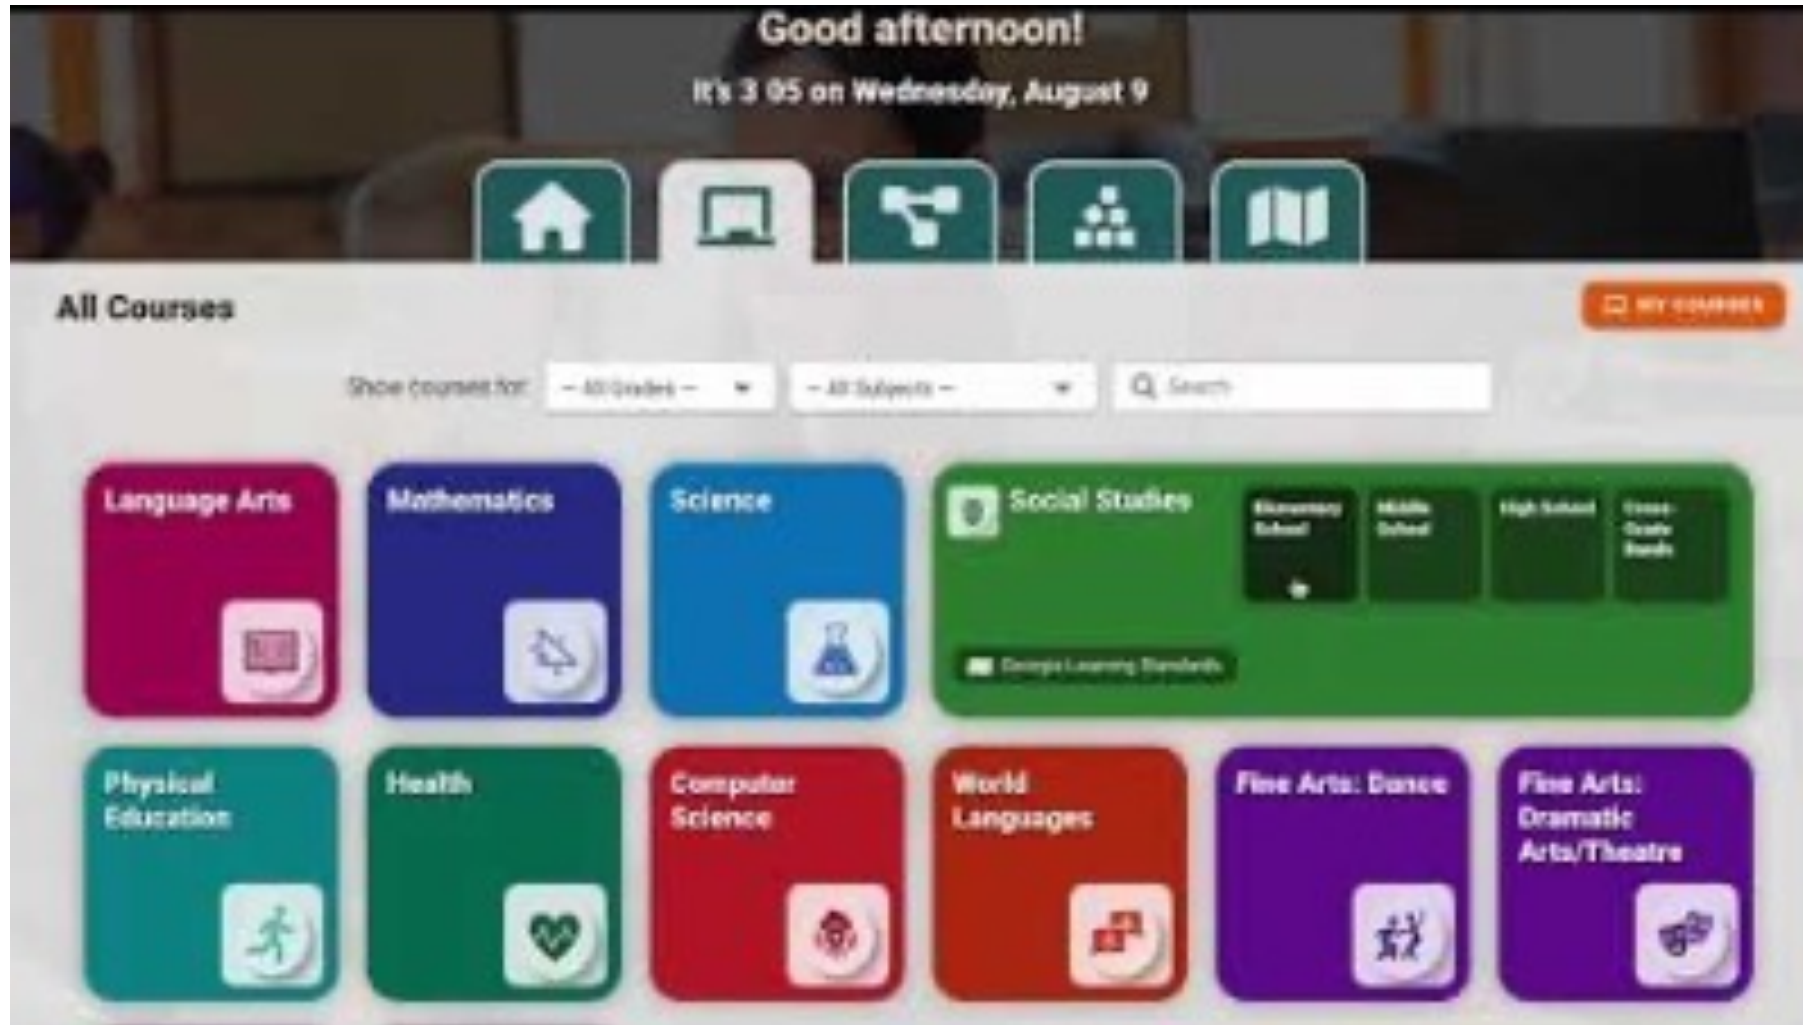 Good afternoon!
It's 3 05 on Wednesday, August 9
All Courses
MY COURSES
Show courses for:
-- All Grades --
-- All Subjects --
Search
Language Arts
Mathematics
Science
Social Studies
Elementary
School
Middle
School
High School
Cross-
Grade
Bands
Georgia Learning Standards
Physical
Education
Health
Computer
Science
World
Languages
Fine Arts: Dance
Fine Arts:
Dramatic
Arts/Theatre